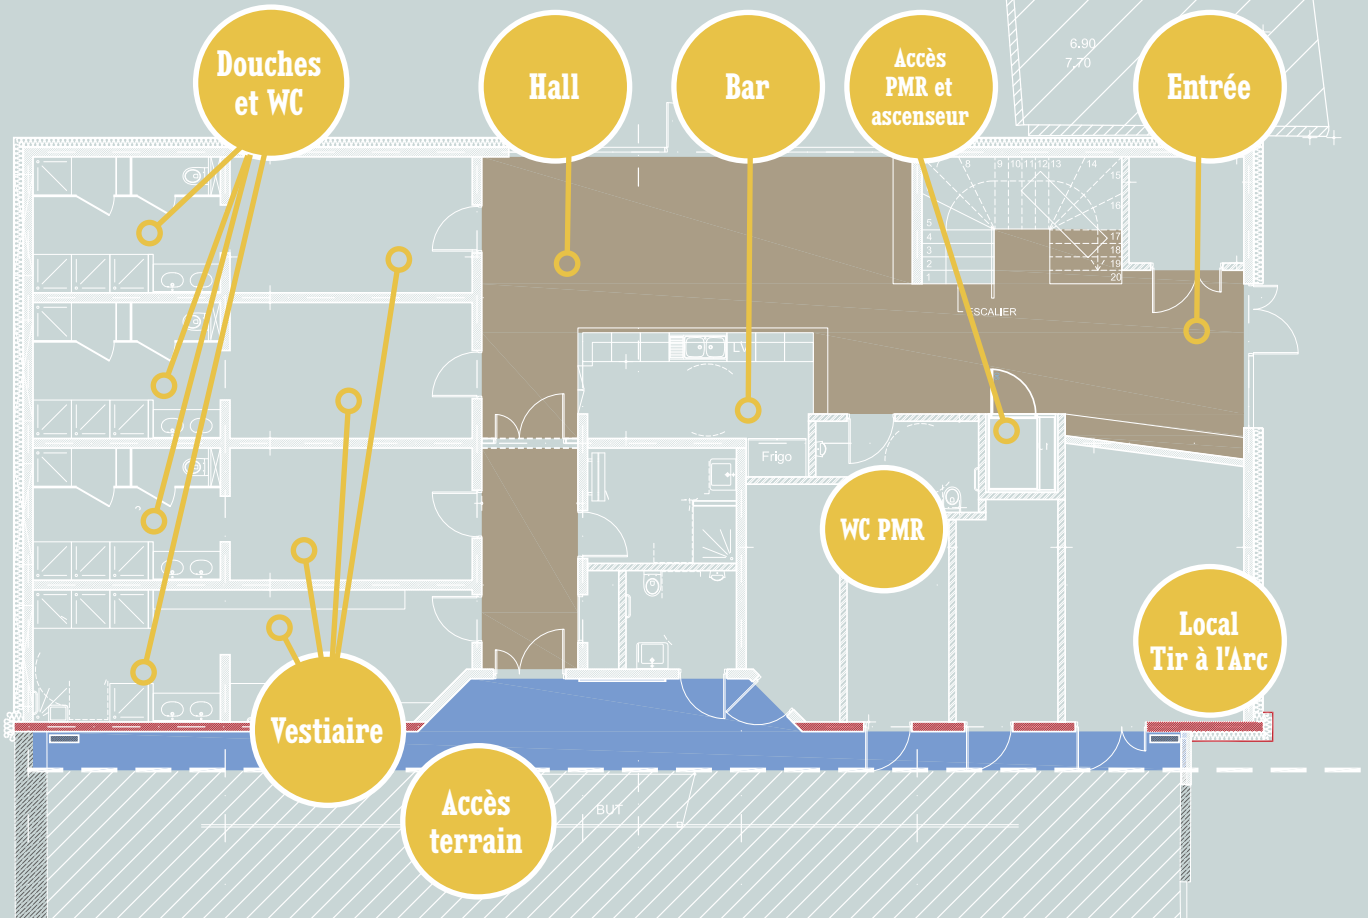 Douches
et WC
Hall
Bar
Accès
PMR et
ascenseur
Entrée
6.90
7.70
8
9 10 11 12 13
14
15
16
17
18
19
20
5
4
3
2
1
ESCALIER
LV
Frigo
WC PMR
Local
Tir à l'Arc
Vestiaire
Accès
terrain
BUT